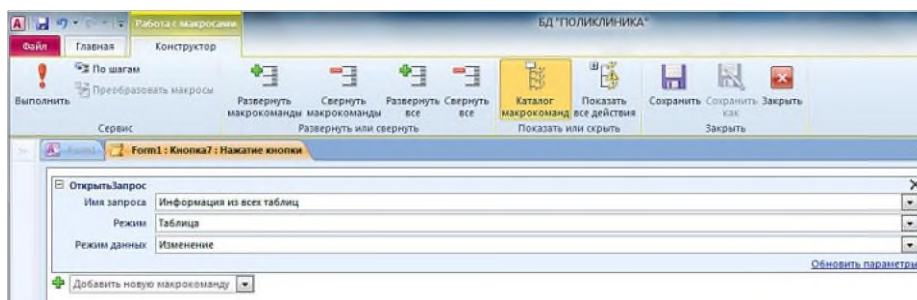 Работа с макросами БД "ПОЛИКЛИНИКА"
Файл Главная Конструктор
Выполнить
По шагам
Преобразовать макросы
Развернуть макрокоманды
Свернуть макрокоманды
Развернуть все
Свернуть все
Каталог макрокоманд
Показать все действия
Сохранить
Сохранить как
Закрыть
Сервис Развернуть или свернуть Показать или скрыть Закрыть
Form1 Form1 : Кнопка7 : Нажатие кнопки
ОткрытьЗапрос
Имя запроса Информация из всех таблиц
Режим Таблица
Режим данных Изменение
Обновить параметры
Добавить новую макрокоманду